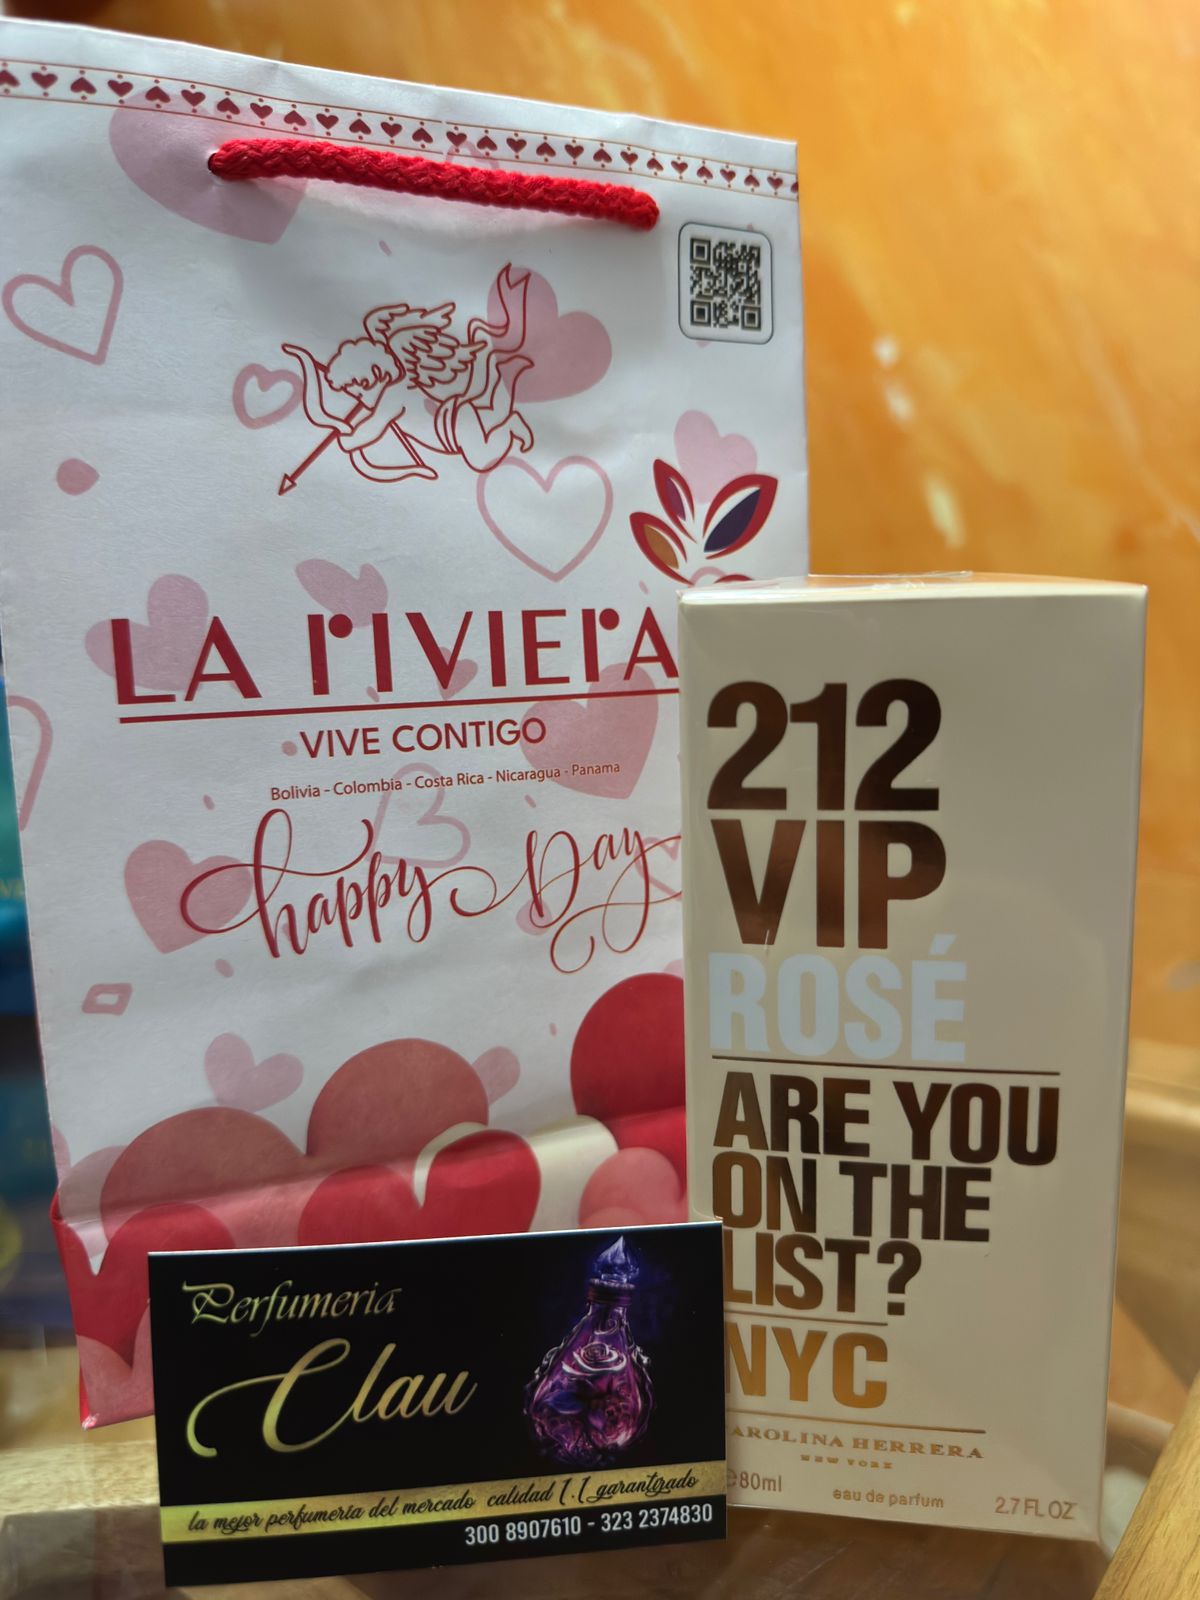 LA RIVIERA
VIVE CONTIGO
Bolivia - Colombia - Costa Rica - Nicaragua - Panama
happy Day
212
VIP
ROSÉ
ARE YOU
ON THE
LIST?
NYC
CAROLINA HERRERA
NEW YORK
℮80ml eau de parfum 2.7 FL OZ
Perfumeria
Clau
la mejor perfumeria del mercado calidad 1.1 garantizado
300 8907610 - 323 2374830